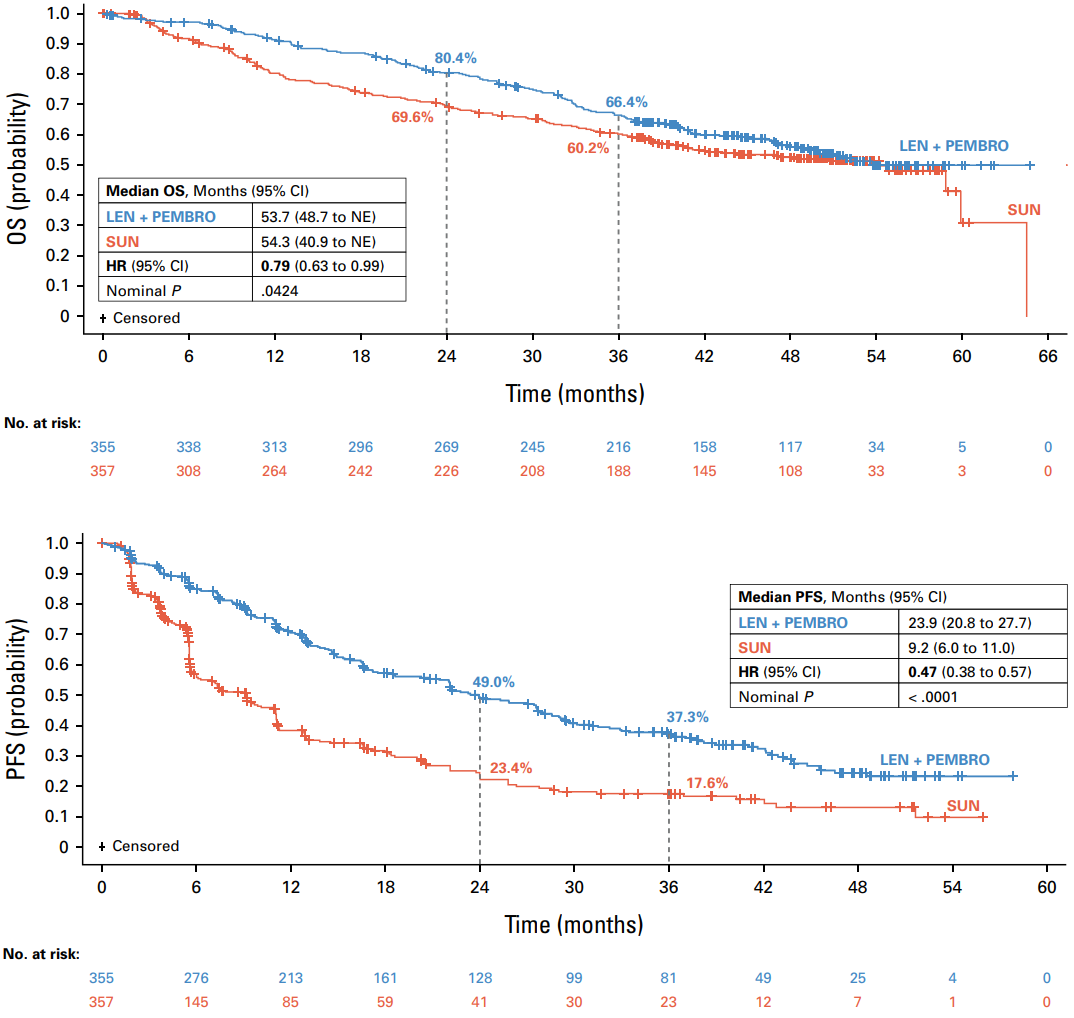 1.0
0.9
0.8
0.7
0.6
0.5
0.4
0.3
0.2
0.1
0
OS (probability)
80.4%
69.6%
66.4%
60.2%
LEN + PEMBRO
SUN
Median OS, Months (95% CI)
LEN + PEMBRO 53.7 (48.7 to NE)
SUN 54.3 (40.9 to NE)
HR (95% CI) 0.79 (0.63 to 0.99)
Nominal P .0424
Censored
0 6 12 18 24 30 36 42 48 54 60 66
Time (months)
No. at risk:
355 338 313 296 269 245 216 158 117 34 5 0
357 308 264 242 226 208 188 145 108 33 3 0
1.0
0.9
0.8
0.7
0.6
0.5
0.4
0.3
0.2
0.1
0
PFS (probability)
Median PFS, Months (95% CI)
LEN + PEMBRO 23.9 (20.8 to 27.7)
SUN 9.2 (6.0 to 11.0)
HR (95% CI) 0.47 (0.38 to 0.57)
Nominal P < .0001
49.0%
23.4%
37.3%
17.6%
LEN + PEMBRO
SUN
Censored
0 6 12 18 24 30 36 42 48 54 60
Time (months)
No. at risk:
355 276 213 161 128 99 81 49 25 4 0
357 145 85 59 41 30 23 12 7 1 0